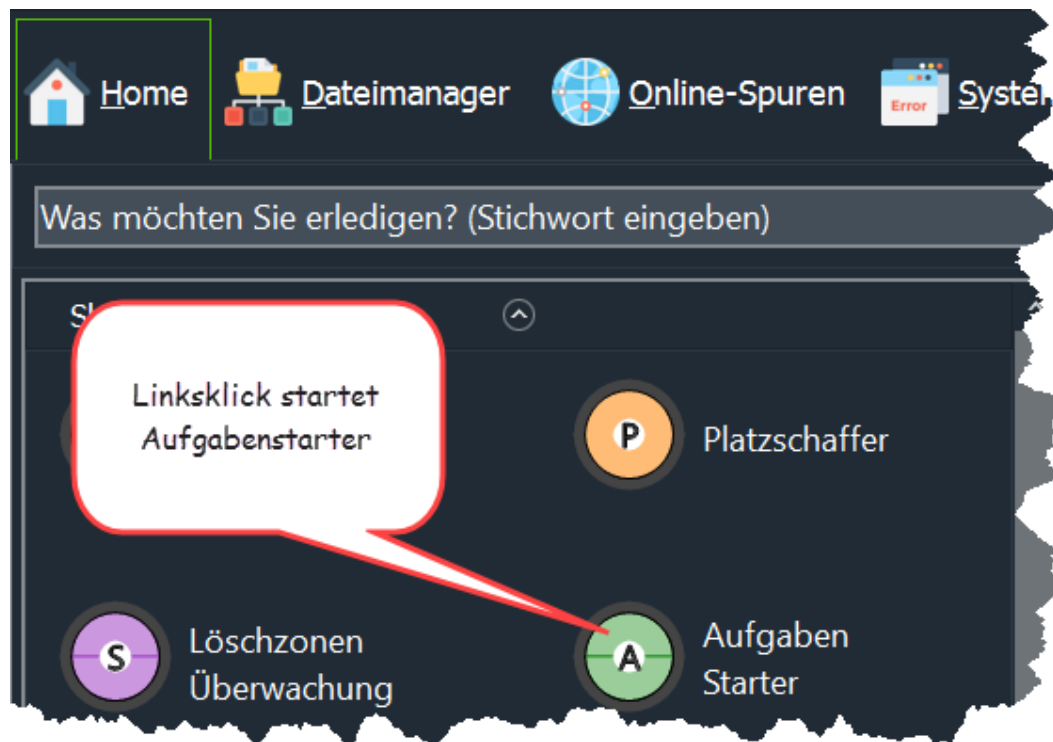 Home
Dateimanager
Online-Spuren
Error
System
Was möchten Sie erledigen? (Stichwort eingeben)
Linksklick startet
Aufgabenstarter
P
Platzschaffer
S
Löschzonen
Überwachung
A
Aufgaben
Starter